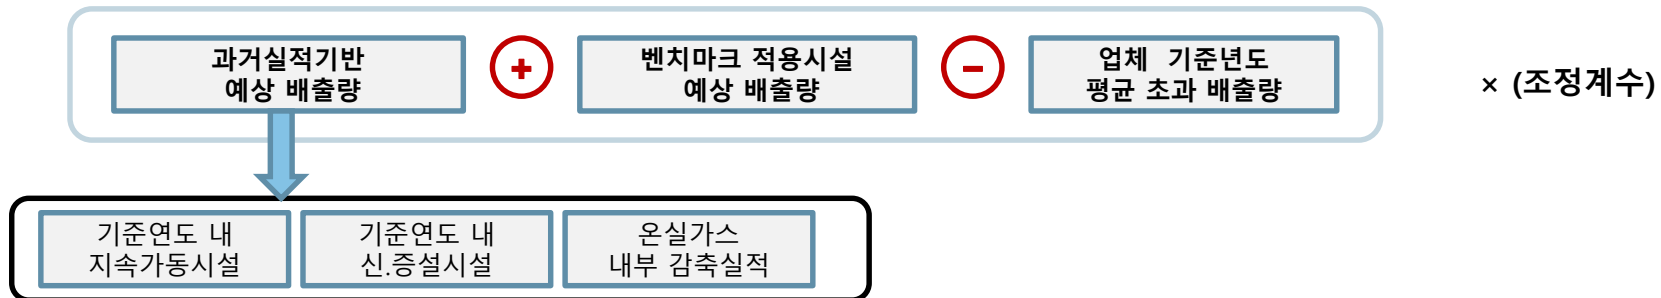 과거실적기반
예상 배출량
+
벤치마크 적용시설
예상 배출량
-
업체 기준년도
평균 초과 배출량
× (조정계수)
기준연도 내
지속가동시설
기준연도 내
신.증설시설
온실가스
내부 감축실적